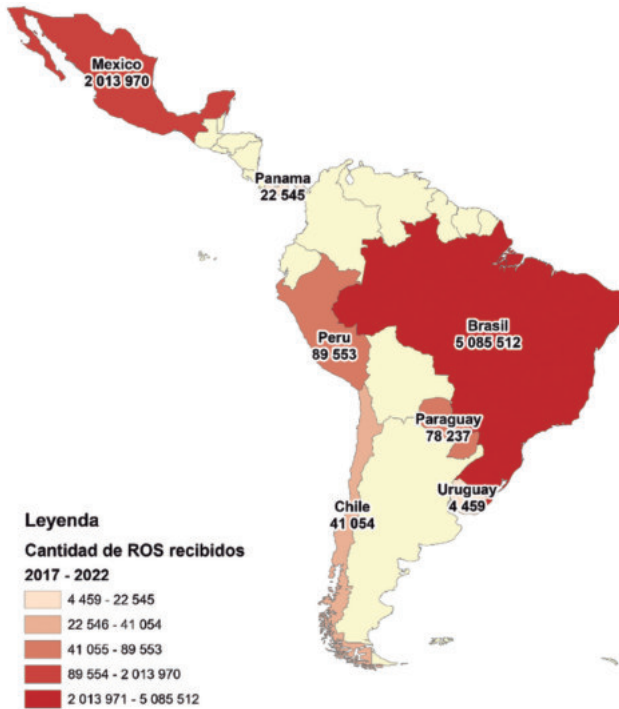 Mexico
2 013 970
Panama
22 545
Brasil
5 085 512
Peru
89 553
Paraguay
78 237
Uruguay
4 459
Chile
41 054
Leyenda
Cantidad de ROS recibidos
2017 - 2022
4 459 - 22 545
22 546 - 41 054
41 055 - 89 553
89 554 - 2 013 970
2 013 971 - 5 085 512